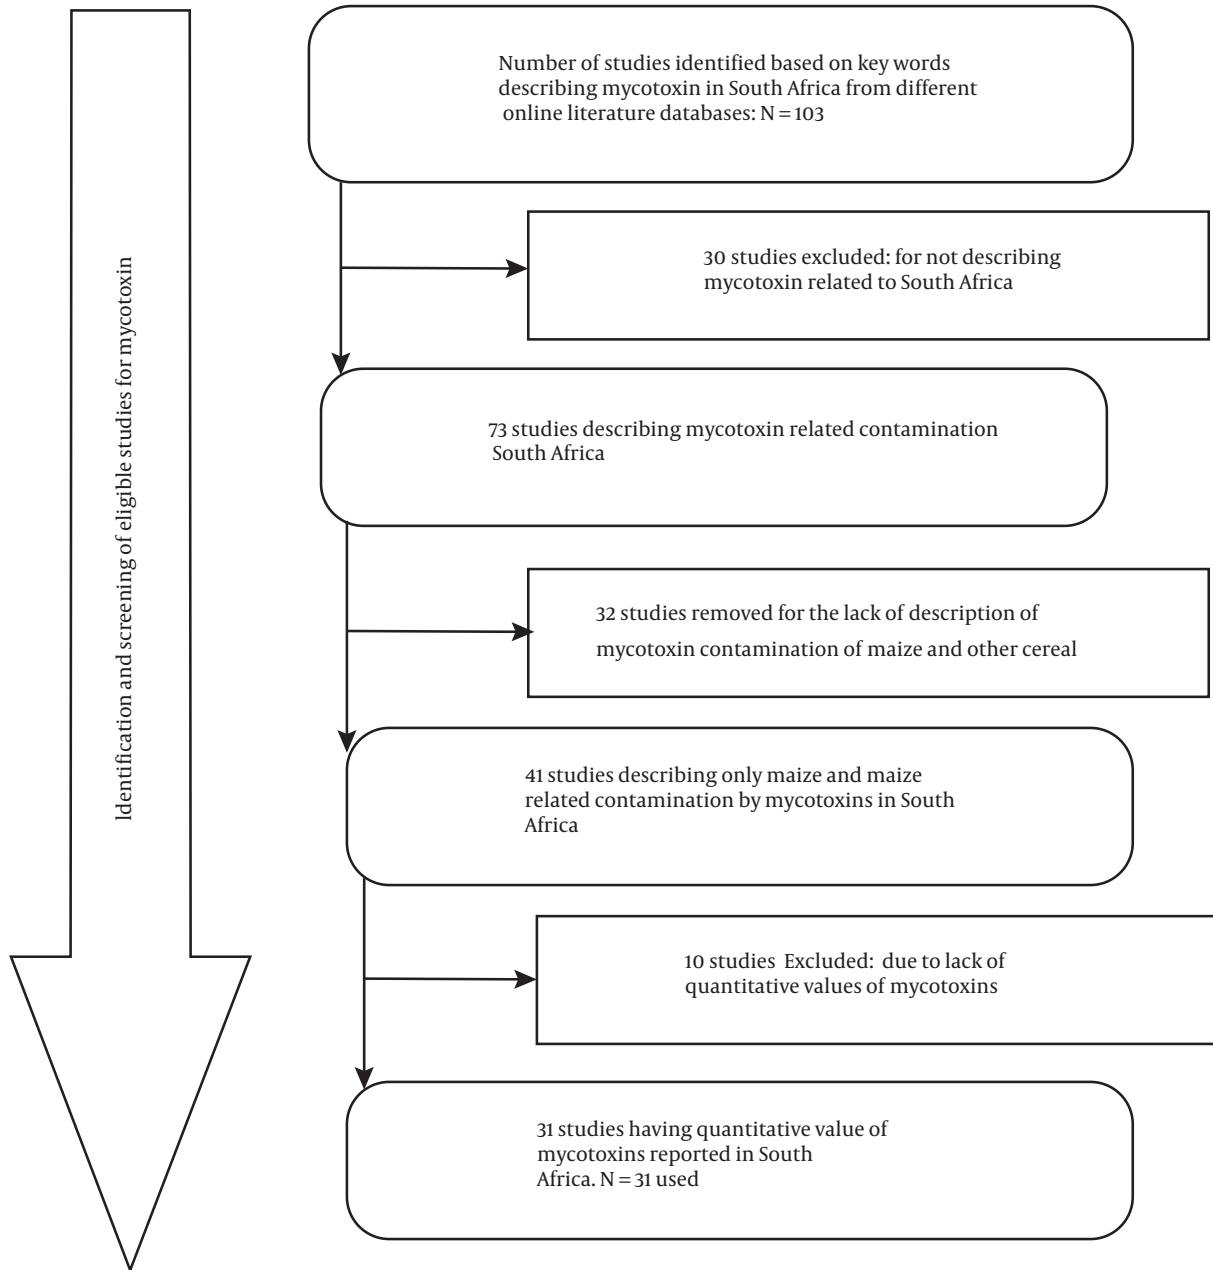 Number of studies identified based on key words
describing mycotoxin in South Africa from different
online literature databases: N = 103
30 studies excluded: for not describing
mycotoxin related to South Africa
73 studies describing mycotoxin related contamination
South Africa
32 studies removed for the lack of description of
mycotoxin contamination of maize and other cereal
41 studies describing only maize and maize
related contamination by mycotoxins in South
Africa
10 studies Excluded: due to lack of
quantitative values of mycotoxins
31 studies having quantitative value of
mycotoxins reported in South
Africa. N = 31 used
Identification and screening of eligible studies for mycotoxin